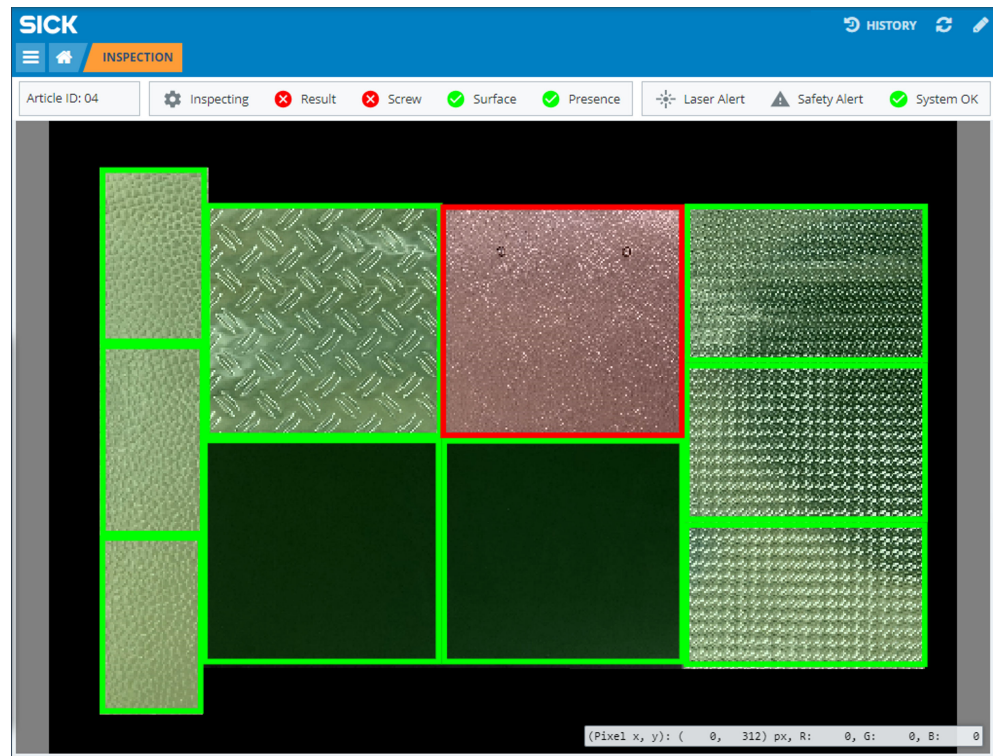 SICK
HISTORY
INSPECTION
Article ID: 04 Inspecting Result Screw Surface Presence Laser Alert Safety Alert System OK
(Pixel x, y): ( 0, 312) px, R: 0, G: 0, B: 0